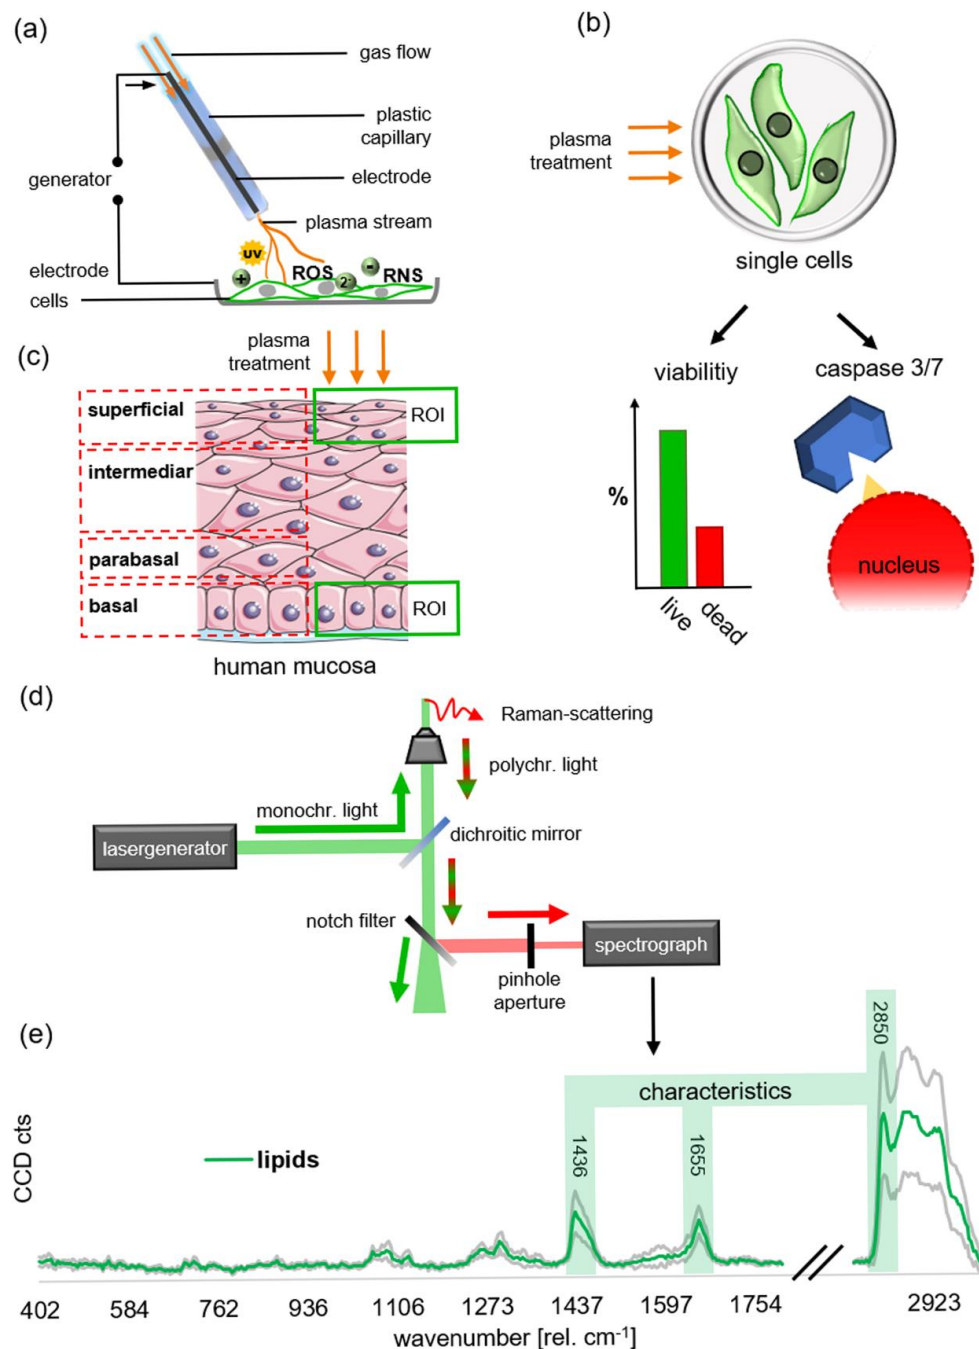 (a)
gas flow
plastic
capillary
generator
electrode
plasma stream
UV
electrode
+
ROS
2-
-
RNS
cells
(b)
plasma
treatment
single cells
viabilitiy
caspase 3/7
%
live
dead
nucleus
(c)
plasma
treatment
superficial
ROI
intermediar
parabasal
basal
ROI
human mucosa
(d)
Raman-scattering
polychr. light
monochr. light
lasergenerator
dichroitic mirror
notch filter
spectrograph
pinhole
aperture
(e)
2850
characteristics
1436
1655
lipids
CCD cts
402 584 762 936 1106 1273 1437 1597 1754 2923
wavenumber [rel. cm⁻¹]